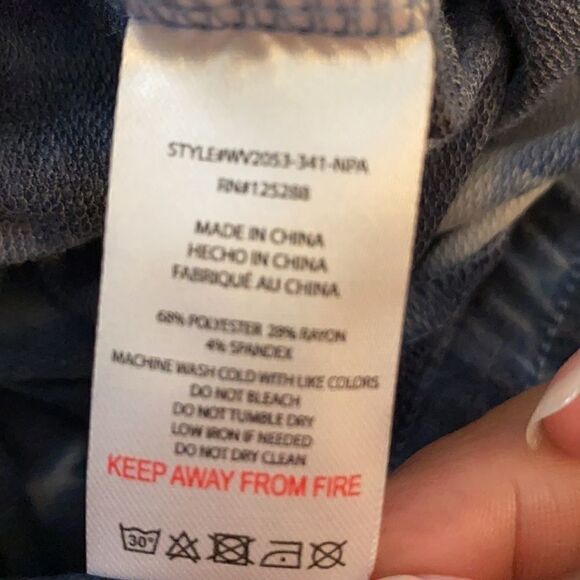 STYLE#WV2053-341-NPA
RN#125288
MADE IN CHINA
HECHO IN CHINA
FABRIQUÉ AU CHINA
68% POLYESTER 28% RAYON
4% SPANDEX
MACHINE WASH COLD WITH LIKE COLORS
DO NOT BLEACH
DO NOT TUMBLE DRY
LOW IRON IF NEEDED
DO NOT DRY CLEAN
KEEP AWAY FROM FIRE
30°